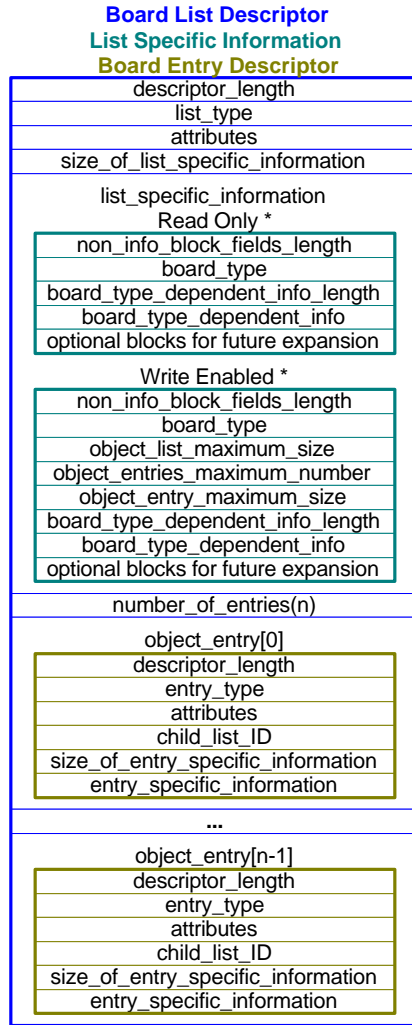 Board List Descriptor
List Specific Information
Board Entry Descriptor
descriptor_length
list_type
attributes
size_of_list_specific_information
list_specific_information
Read Only *
non_info_block_fields_length
board_type
board_type_dependent_info_length
board_type_dependent_info
optional blocks for future expansion
Write Enabled *
non_info_block_fields_length
board_type
object_list_maximum_size
object_entries_maximum_number
object_entry_maximum_size
board_type_dependent_info_length
board_type_dependent_info
optional blocks for future expansion
number_of_entries(n)
object_entry[0]
descriptor_length
entry_type
attributes
child_list_ID
size_of_entry_specific_information
entry_specific_information
...
object_entry[n-1]
descriptor_length
entry_type
attributes
child_list_ID
size_of_entry_specific_information
entry_specific_information